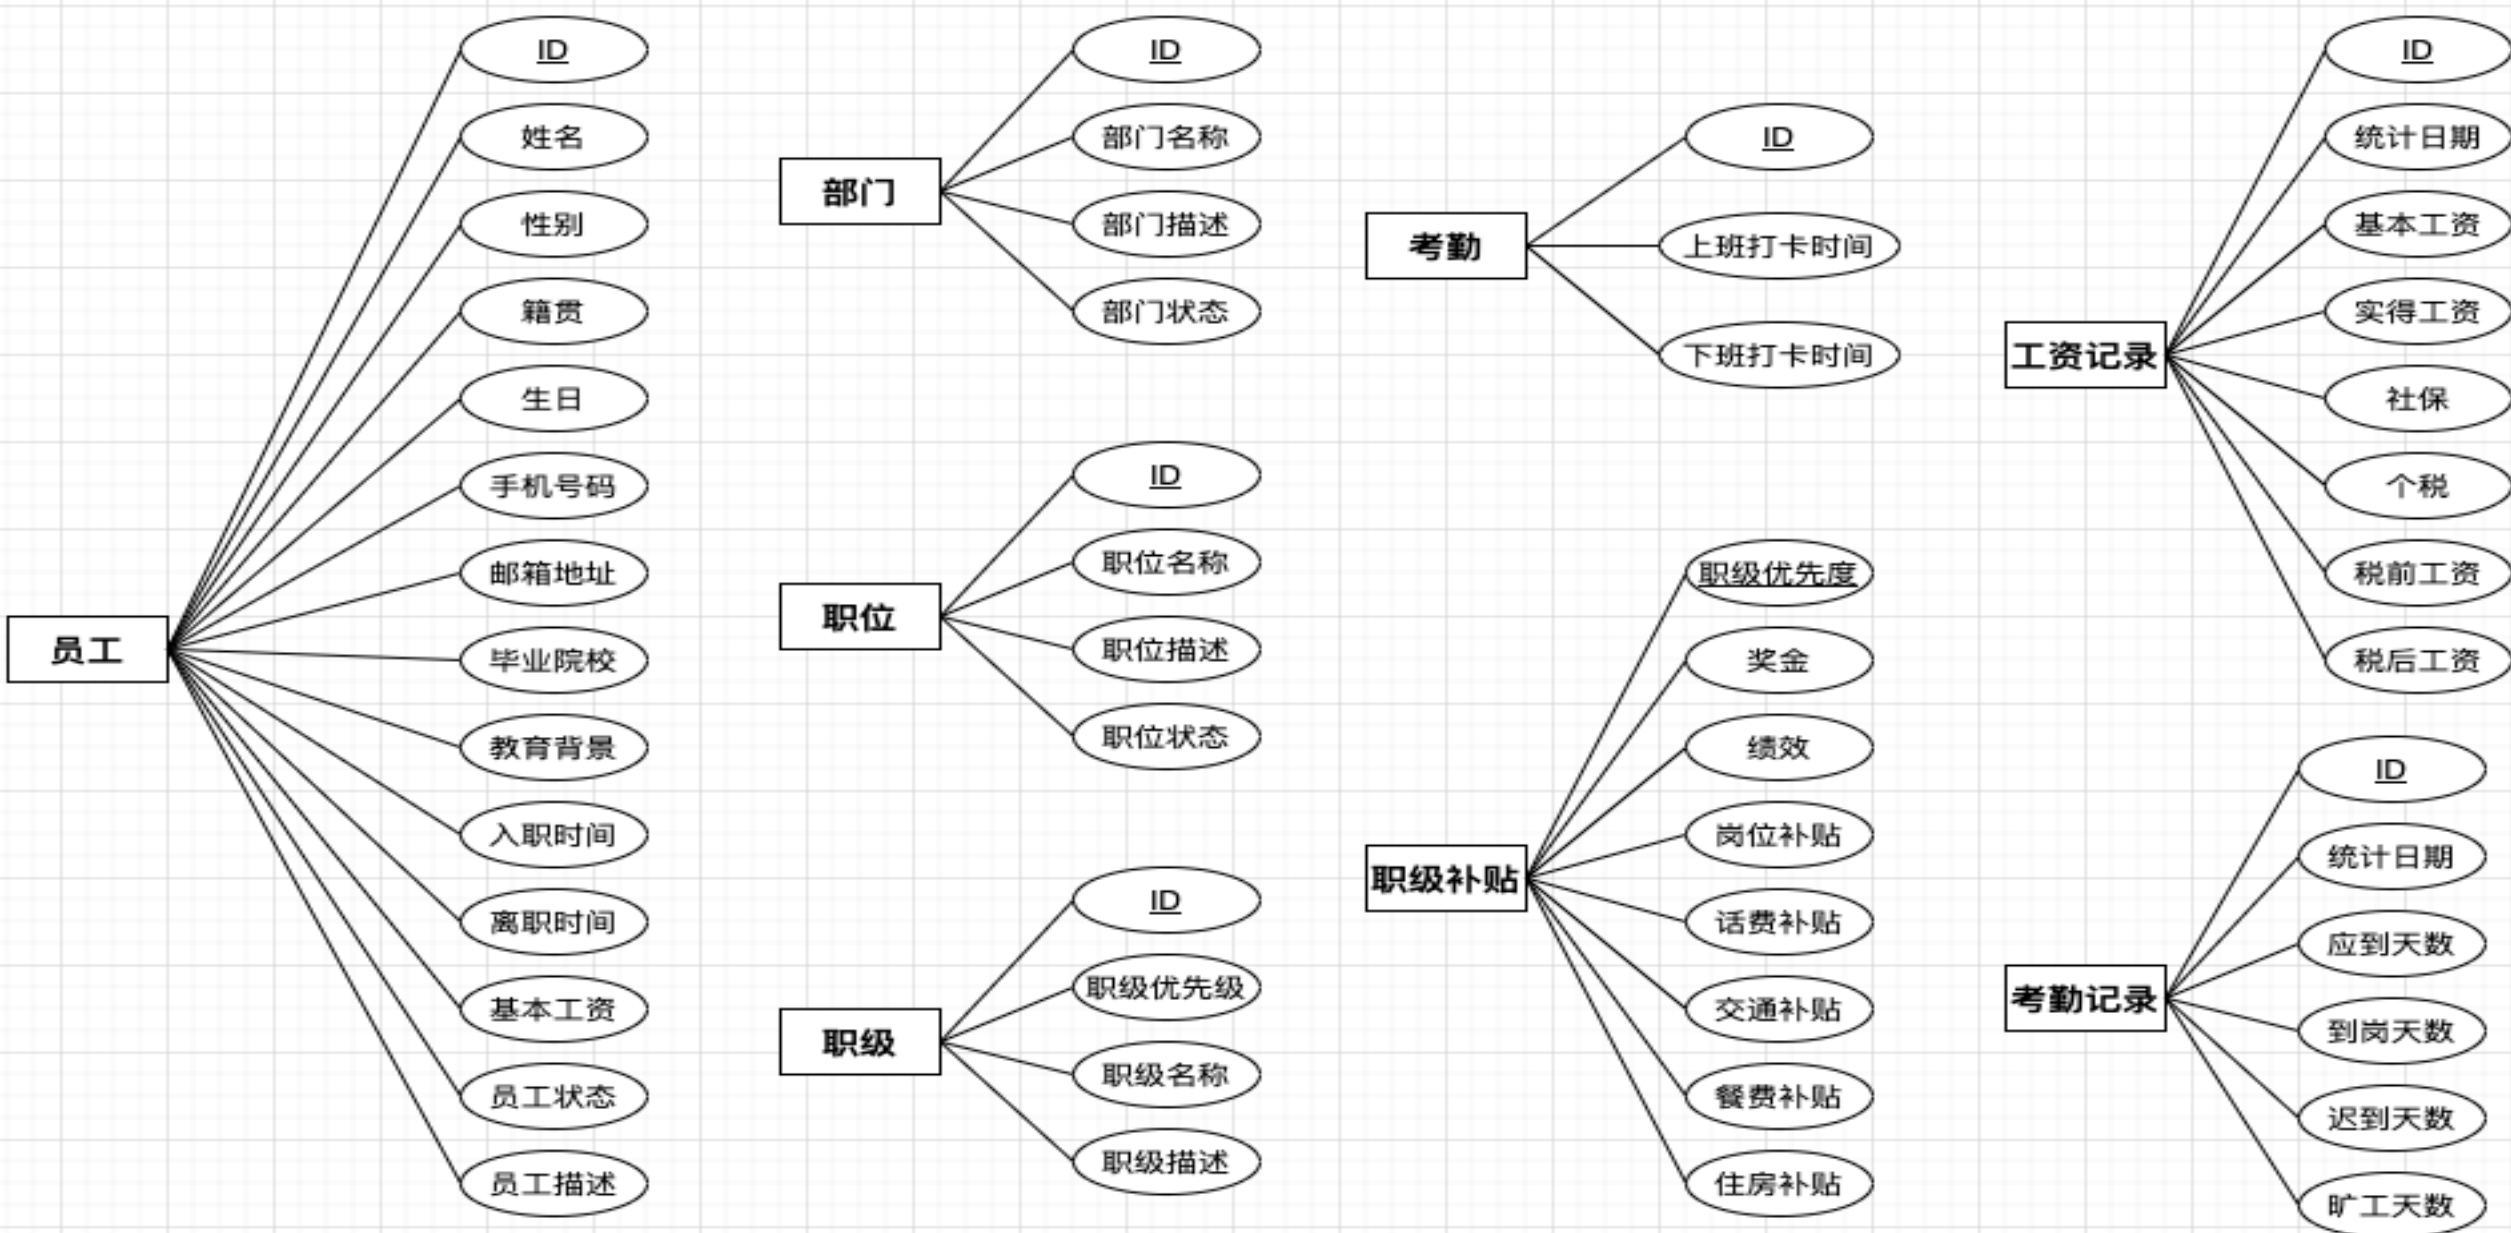 员工
ID
姓名
性别
籍贯
生日
手机号码
邮箱地址
毕业院校
教育背景
入职时间
离职时间
基本工资
员工状态
员工描述
部门
ID
部门名称
部门描述
部门状态
职位
ID
职位名称
职位描述
职位状态
职级
ID
职级优先级
职级名称
职级描述
考勤
ID
上班打卡时间
下班打卡时间
职级补贴
职级优先度
奖金
绩效
岗位补贴
话费补贴
交通补贴
餐费补贴
住房补贴
工资记录
ID
统计日期
基本工资
实得工资
社保
个税
税前工资
税后工资
考勤记录
ID
统计日期
应到天数
到岗天数
迟到天数
旷工天数